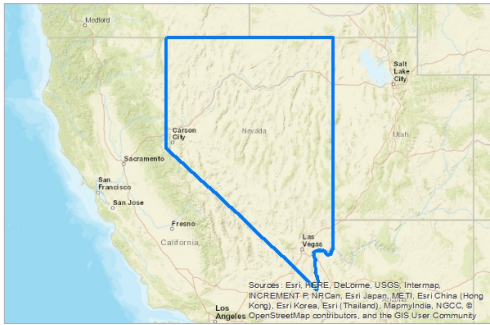 Medford
Salt
Lake
City
Carson
City
Nevada
Utah
Sacramento
San
Francisco
San Jose
Fresno
California
Las
Vegas
Los
Angeles
Sources: Esri, HERE, DeLorme, USGS, Intermap,
INCREMENT P, NRCan, Esri Japan, METI, Esri China (Hong
Kong), Esri Korea, Esri (Thailand), MapmyIndia, NGCC, ©
OpenStreetMap contributors, and the GIS User Community